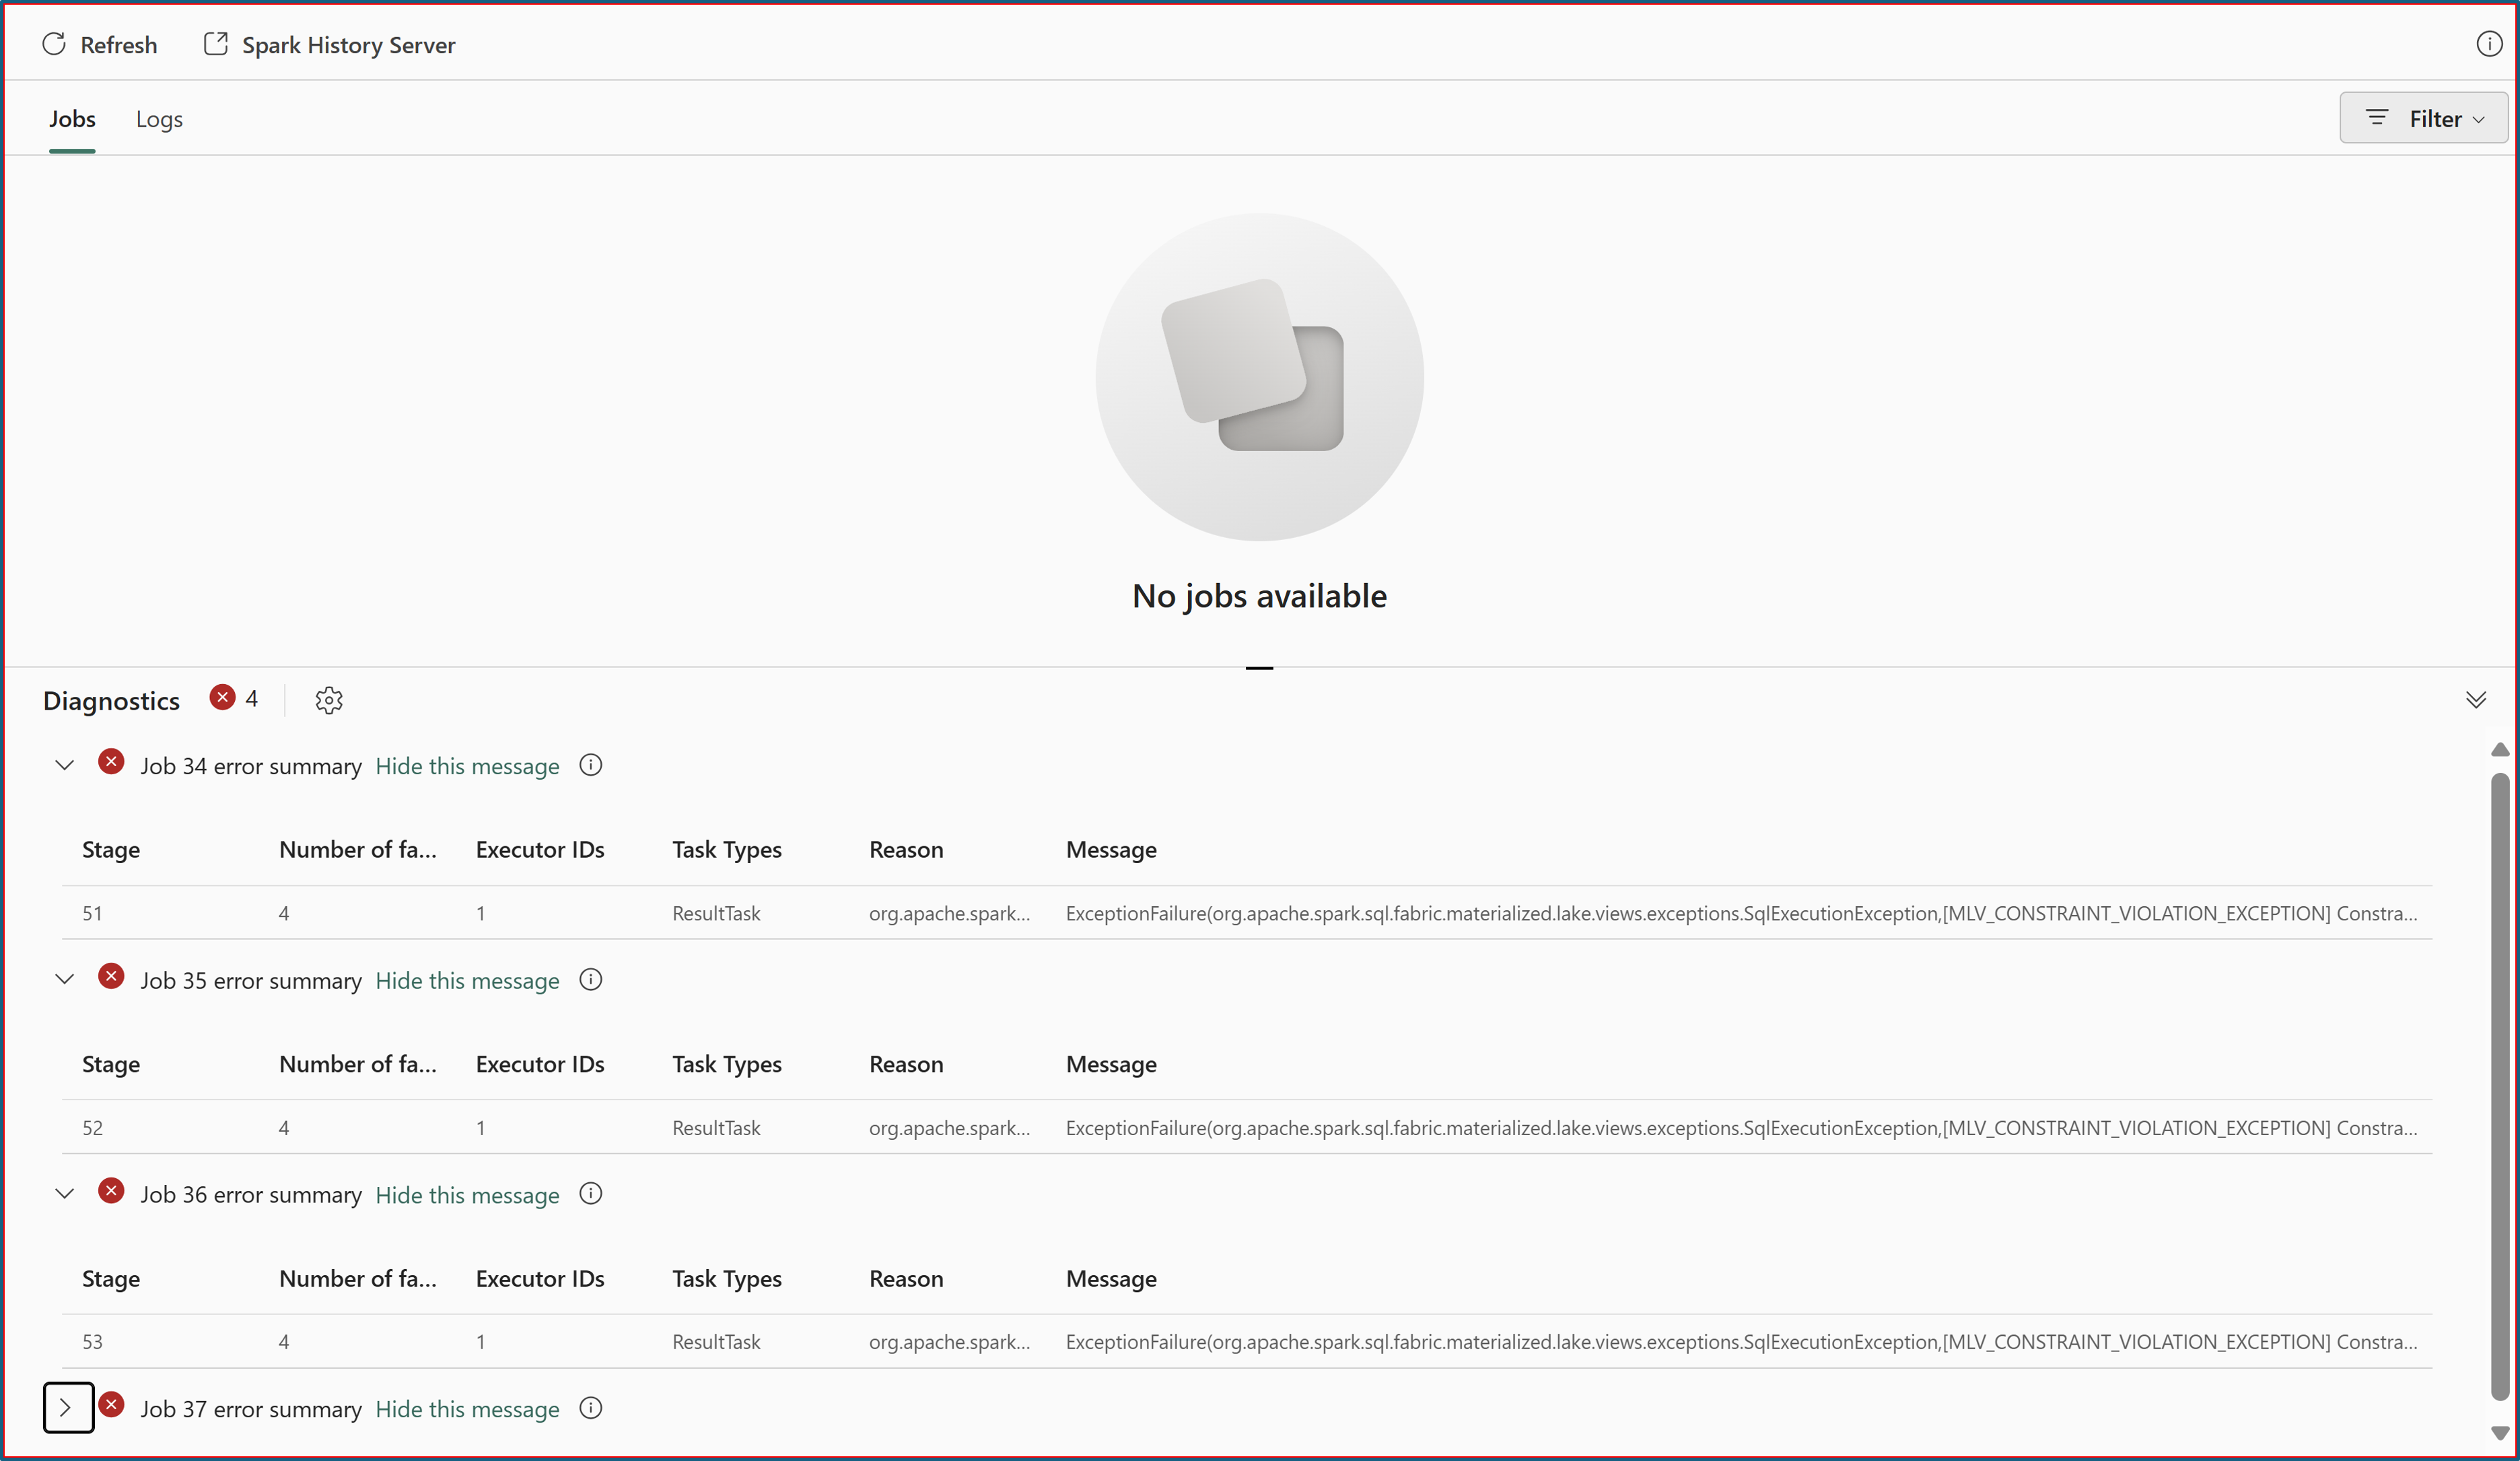 Refresh Spark History Server
Jobs Logs Filter
No jobs available
Diagnostics 4
Job 34 error summary Hide this message
Stage Number of fa... Executor IDs Task Types Reason Message
51 4 1 ResultTask org.apache.spark... ExceptionFailure(org.apache.spark.sql.fabric.materialized.lake.views.exceptions.SqlExecutionException,[MLV_CONSTRAINT_VIOLATION_EXCEPTION] Constra...
Job 35 error summary Hide this message
Stage Number of fa... Executor IDs Task Types Reason Message
52 4 1 ResultTask org.apache.spark... ExceptionFailure(org.apache.spark.sql.fabric.materialized.lake.views.exceptions.SqlExecutionException,[MLV_CONSTRAINT_VIOLATION_EXCEPTION] Constra...
Job 36 error summary Hide this message
Stage Number of fa... Executor IDs Task Types Reason Message
53 4 1 ResultTask org.apache.spark... ExceptionFailure(org.apache.spark.sql.fabric.materialized.lake.views.exceptions.SqlExecutionException,[MLV_CONSTRAINT_VIOLATION_EXCEPTION] Constra...
Job 37 error summary Hide this message